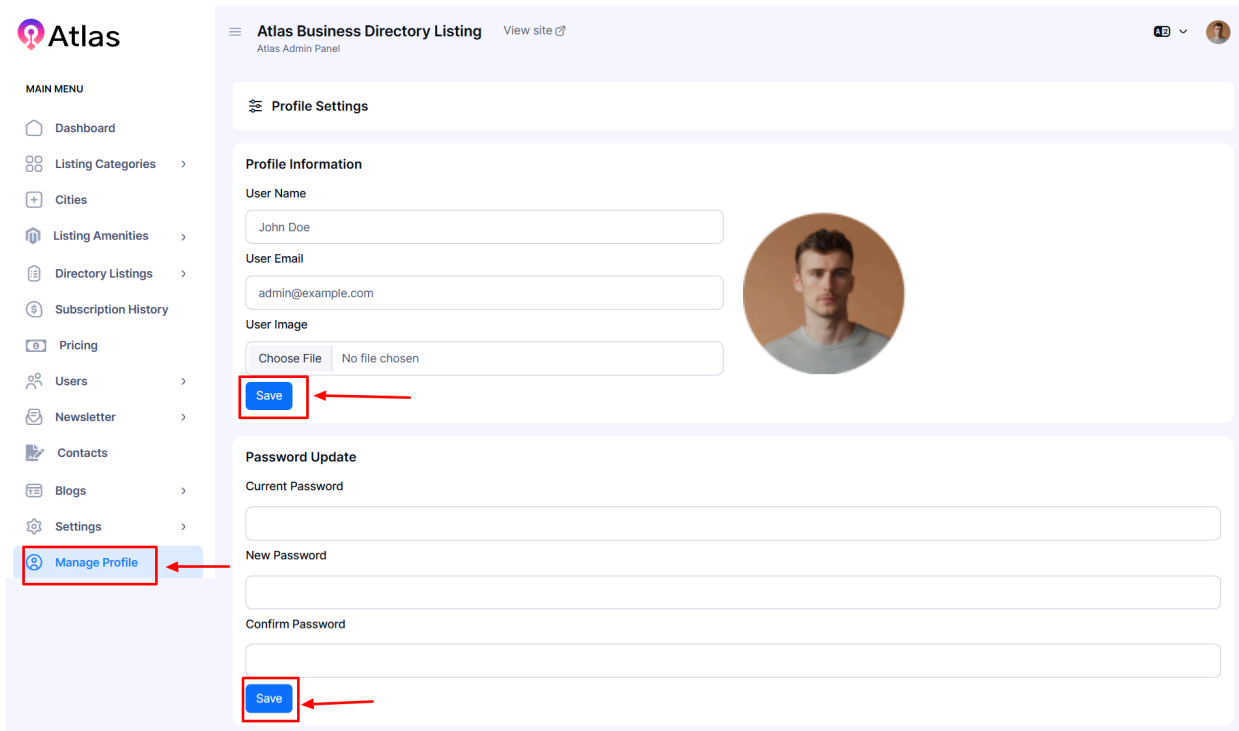 Atlas
MAIN MENU
Dashboard
Listing Categories
Cities
Listing Amenities
Directory Listings
Subscription History
Pricing
Users
Newsletter
Contacts
Blogs
Settings
Manage Profile
Atlas Business Directory Listing View site
Atlas Admin Panel
Profile Settings
Profile Information
User Name
John Doe
User Email
admin@example.com
User Image
Choose File No file chosen
Save
Password Update
Current Password
New Password
Confirm Password
Save